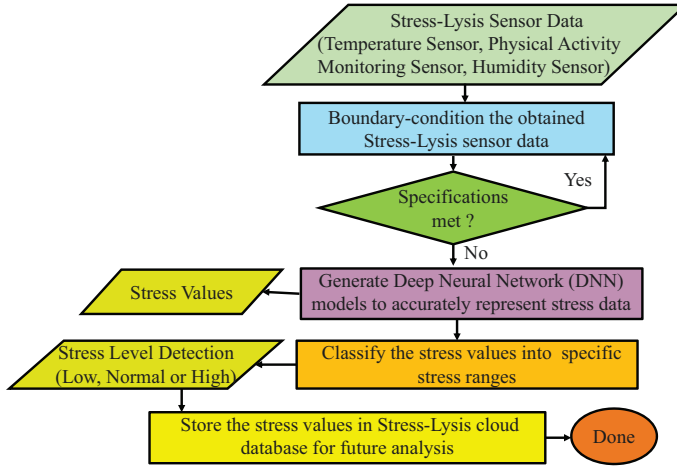 Stress-Lysis Sensor Data
(Temperature Sensor, Physical Activity
Monitoring Sensor, Humidity Sensor)
Boundary-condition the obtained
Stress-Lysis sensor data
Yes
Specifications
met ?
No
Generate Deep Neural Network (DNN)
models to accurately represent stress data
Stress Values
Classify the stress values into specific
stress ranges
Stress Level Detection
(Low, Normal or High)
Store the stress values in Stress-Lysis cloud
database for future analysis
Done